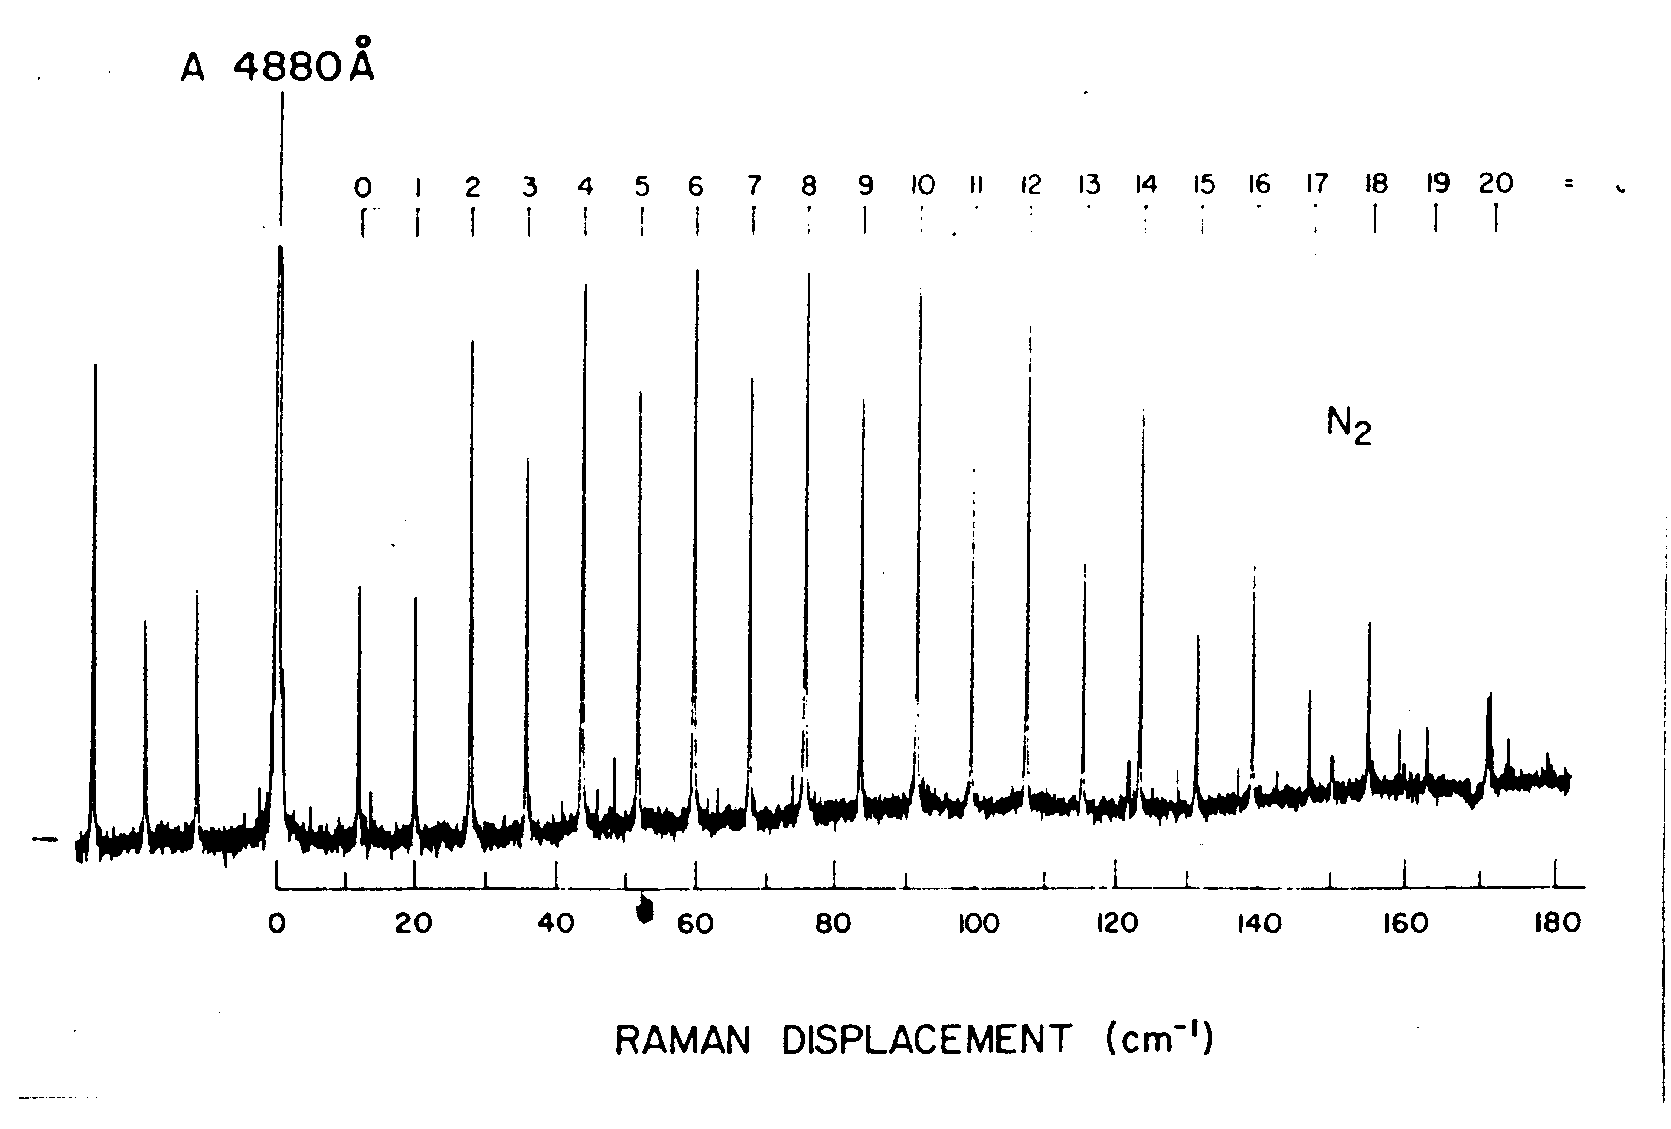 A 4880Å
0 1 2 3 4 5 6 7 8 9 10 11 12 13 14 15 16 17 18 19 20 =
N2
0 20 40 60 80 100 120 140 160 180
RAMAN DISPLACEMENT (cm⁻¹)